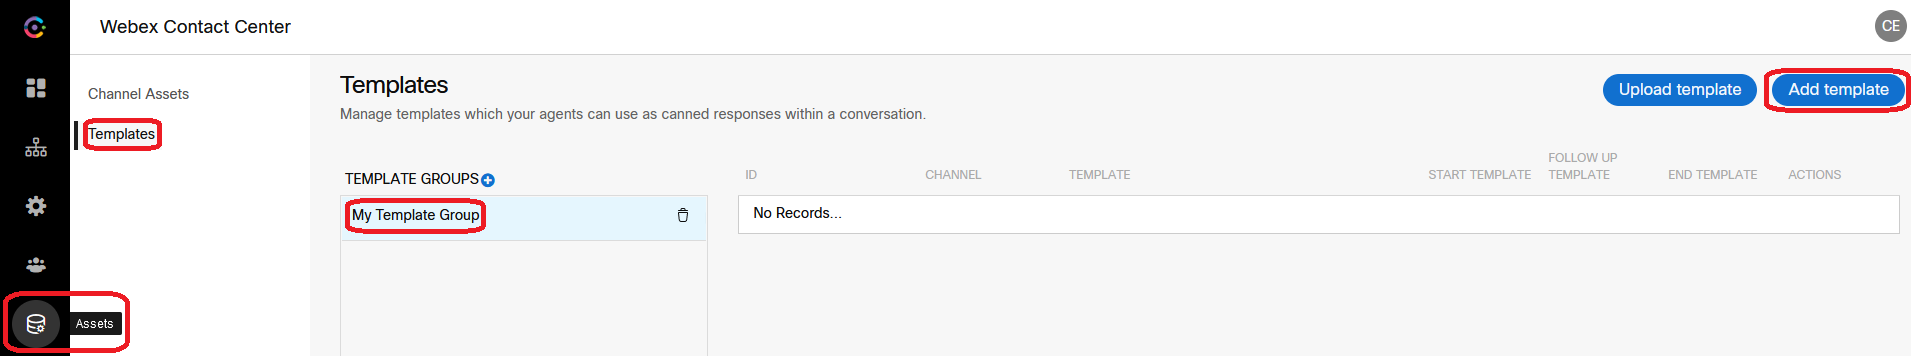 Webex Contact Center
CE
Channel Assets
Templates
Assets
Templates
Manage templates which your agents can use as canned responses within a conversation.
Upload template
Add template
TEMPLATE GROUPS
My Template Group
ID
CHANNEL
TEMPLATE
START TEMPLATE
FOLLOW UP
TEMPLATE
END TEMPLATE
ACTIONS
No Records...